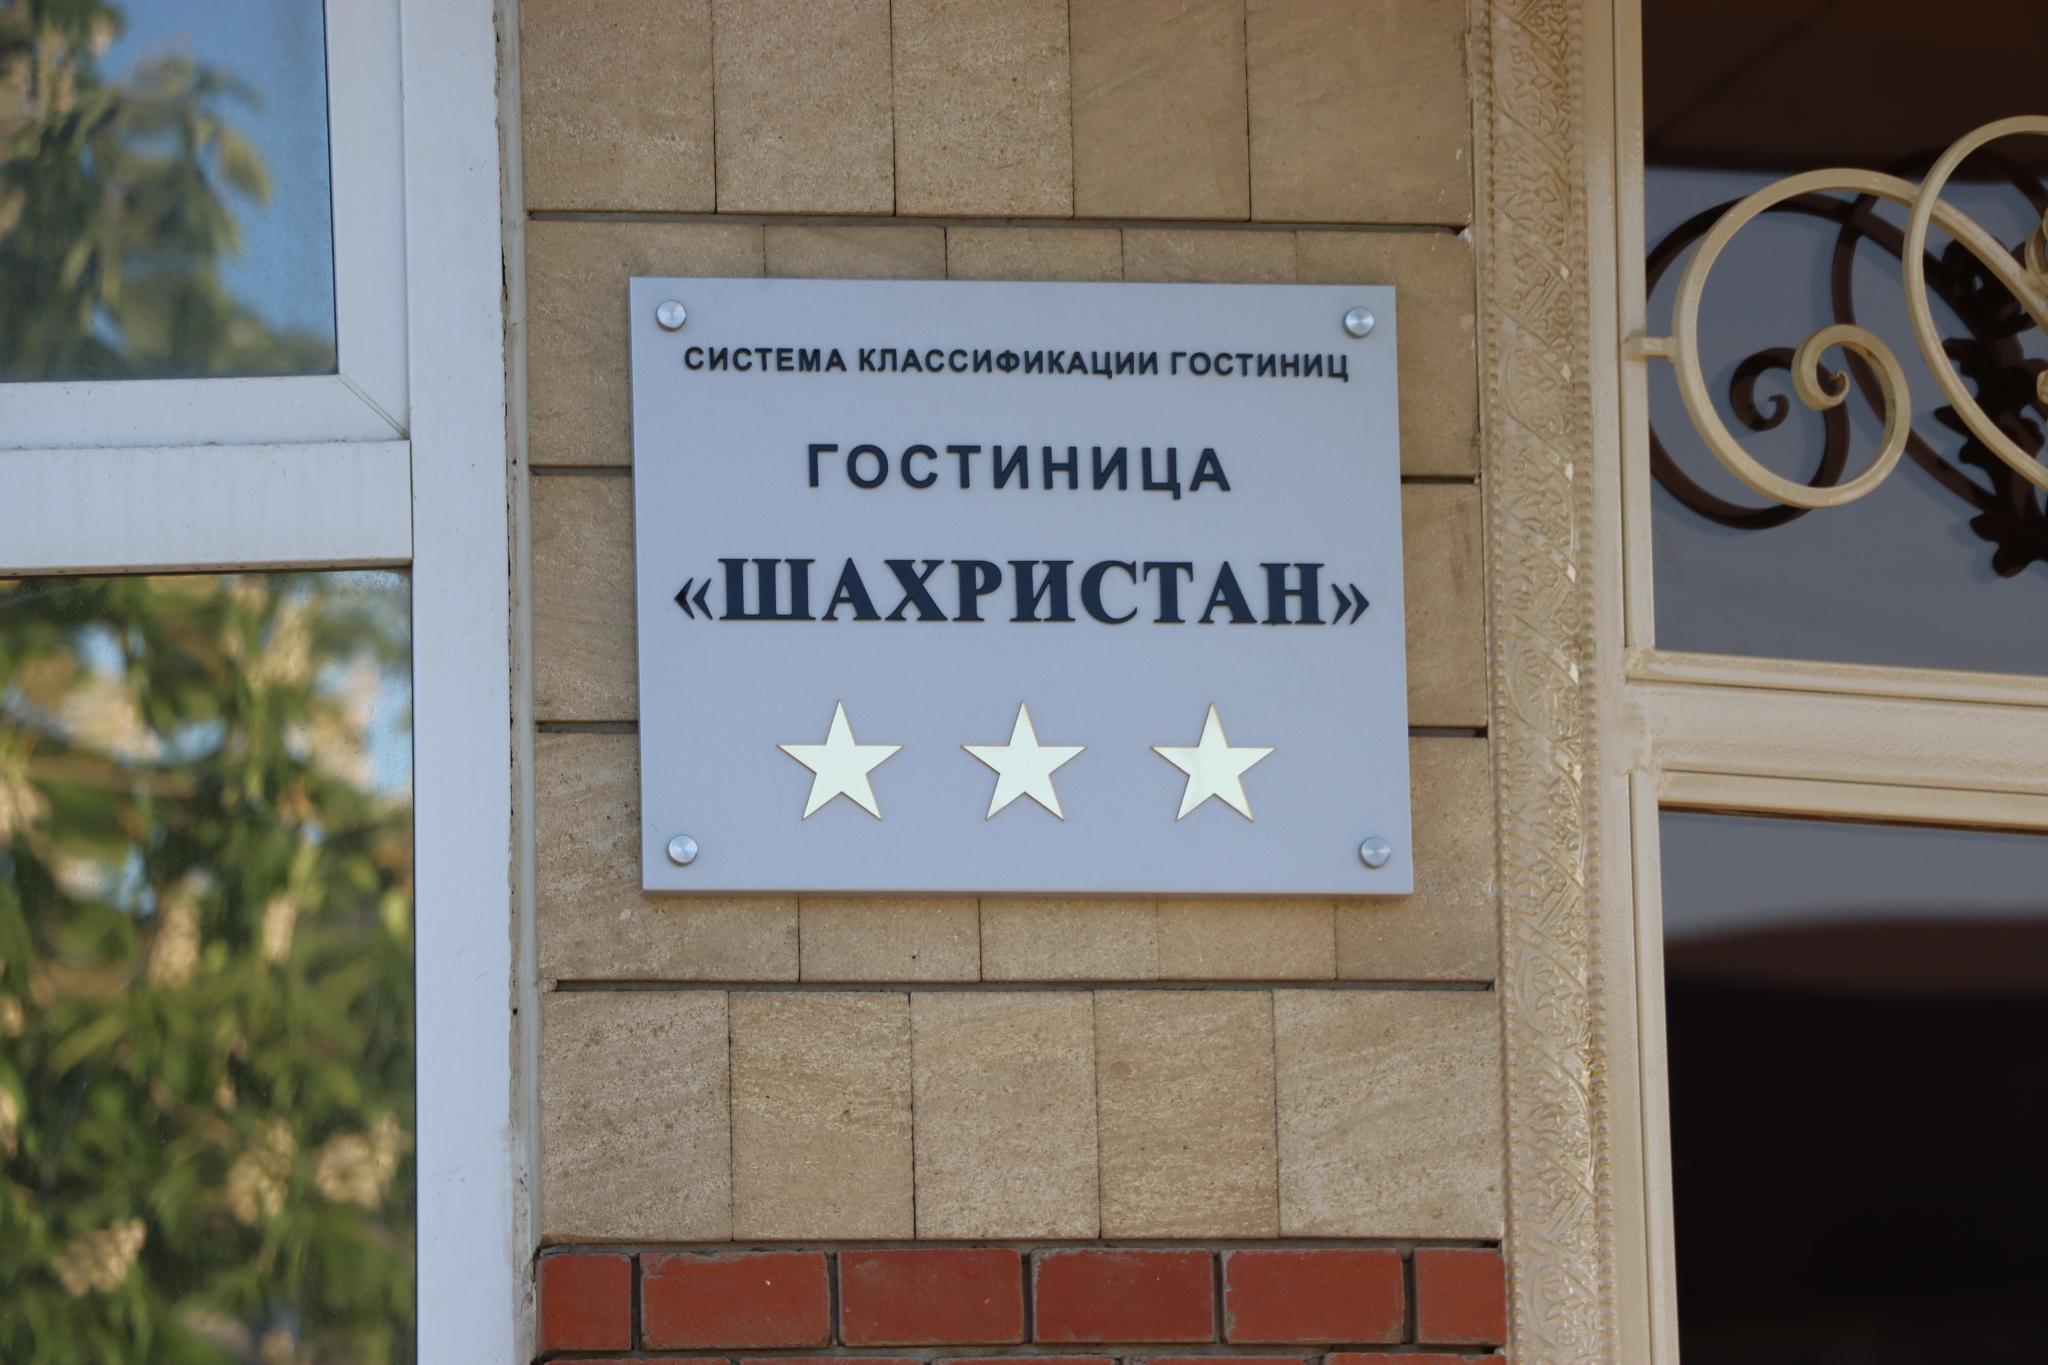 СИСТЕМА КЛАССИФИКАЦИИ ГОСТИНИЦ
ГОСТИНИЦА
«ШАХРИСТАН»